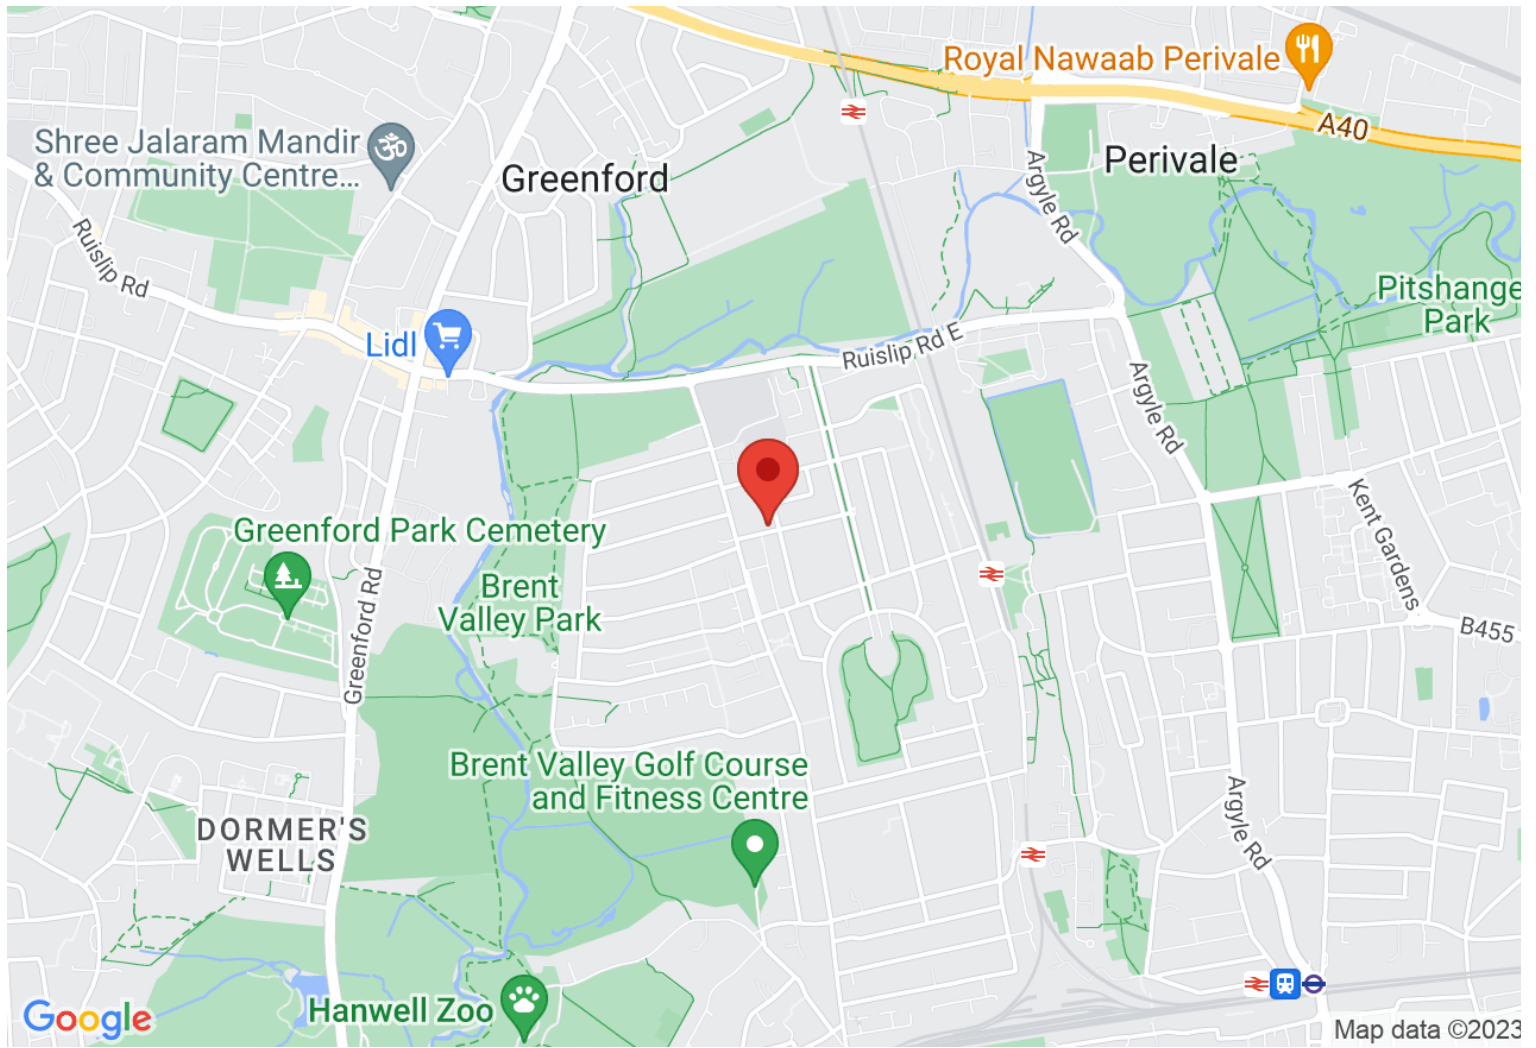 Royal Nawaab Perivale
A40
Shree Jalaram Mandir
& Community Centre...
Greenford
Perivale
Argyle Rd
Ruislip Rd
Pitshange
Park
Lidl
Ruislip Rd E
Argyle Rd
Kent Gardens
Greenford Park Cemetery
Brent
Valley Park
Greenford Rd
B455
Brent Valley Golf Course
and Fitness Centre
DORMER'S
WELLS
Argyle Rd
Hanwell Zoo
Google
Map data ©2023